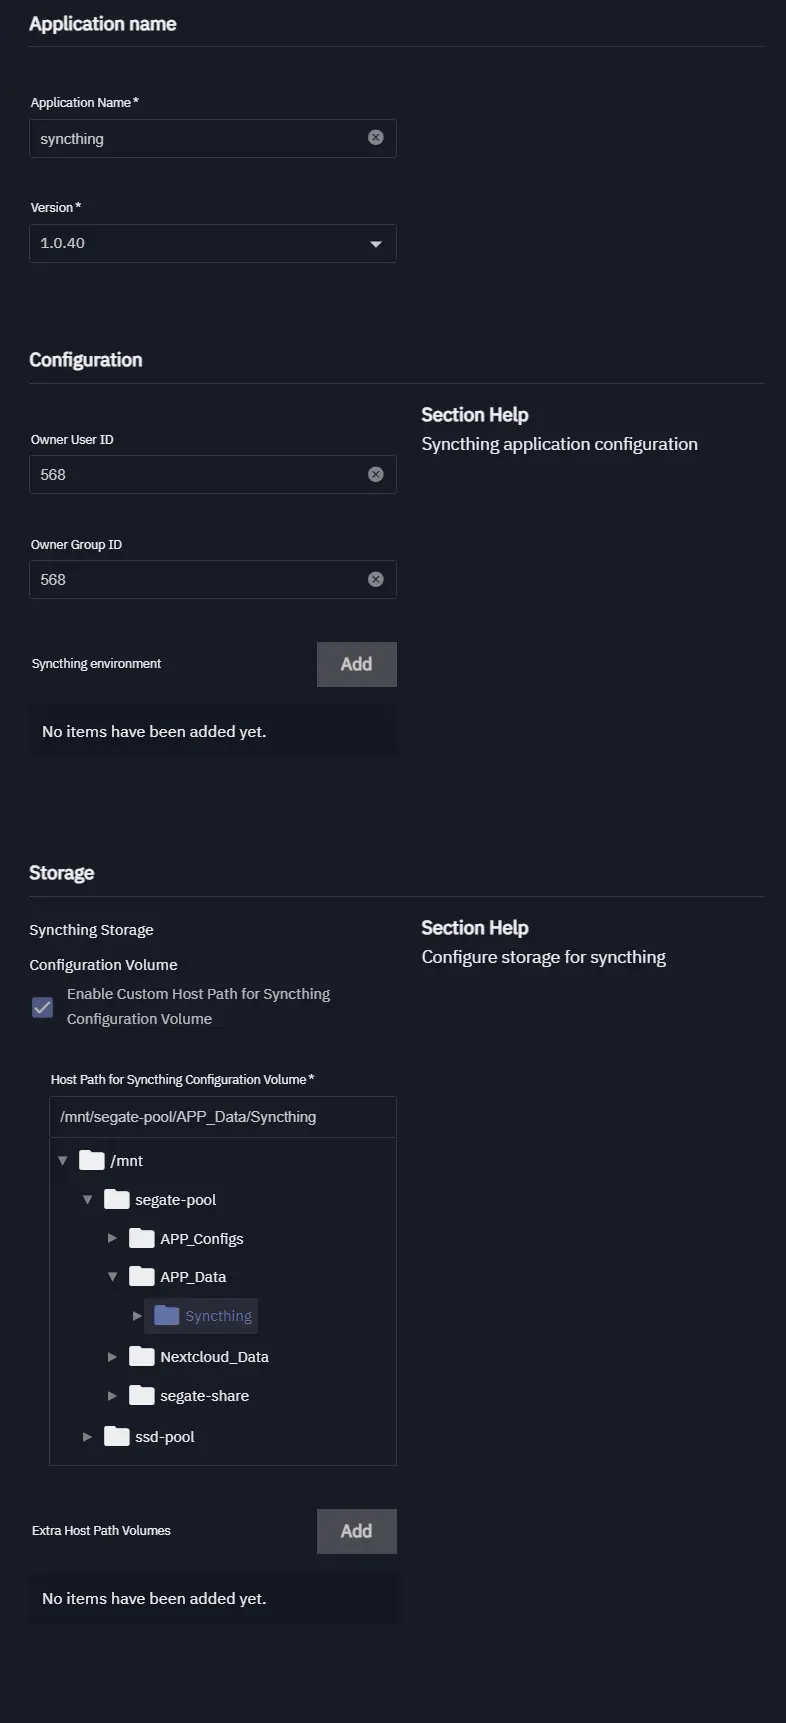 Application name
Application Name *
syncthing
Version *
1.0.40
Configuration
Section Help
Syncthing application configuration
Owner User ID
568
Owner Group ID
568
Syncthing environment
Add
No items have been added yet.
Storage
Syncthing Storage
Section Help
Configure storage for syncthing
Configuration Volume
Enable Custom Host Path for Syncthing
Configuration Volume
Host Path for Syncthing Configuration Volume *
/mnt/segate-pool/APP_Data/Syncthing
/mnt
segate-pool
APP_Configs
APP_Data
Syncthing
Nextcloud_Data
segate-share
ssd-pool
Extra Host Path Volumes
Add
No items have been added yet.